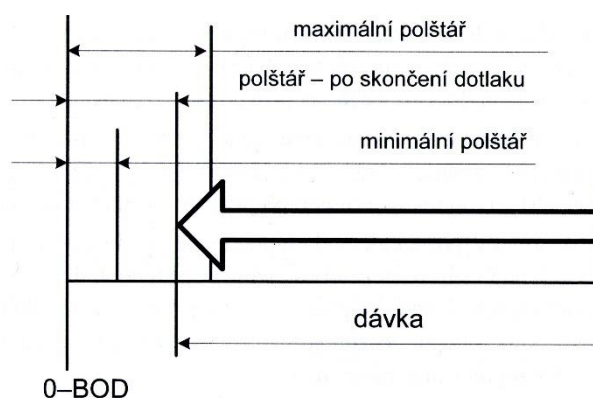 maximální polštář
polštář – po skončení dotlaku
minimální polštář
dávka
0–BOD